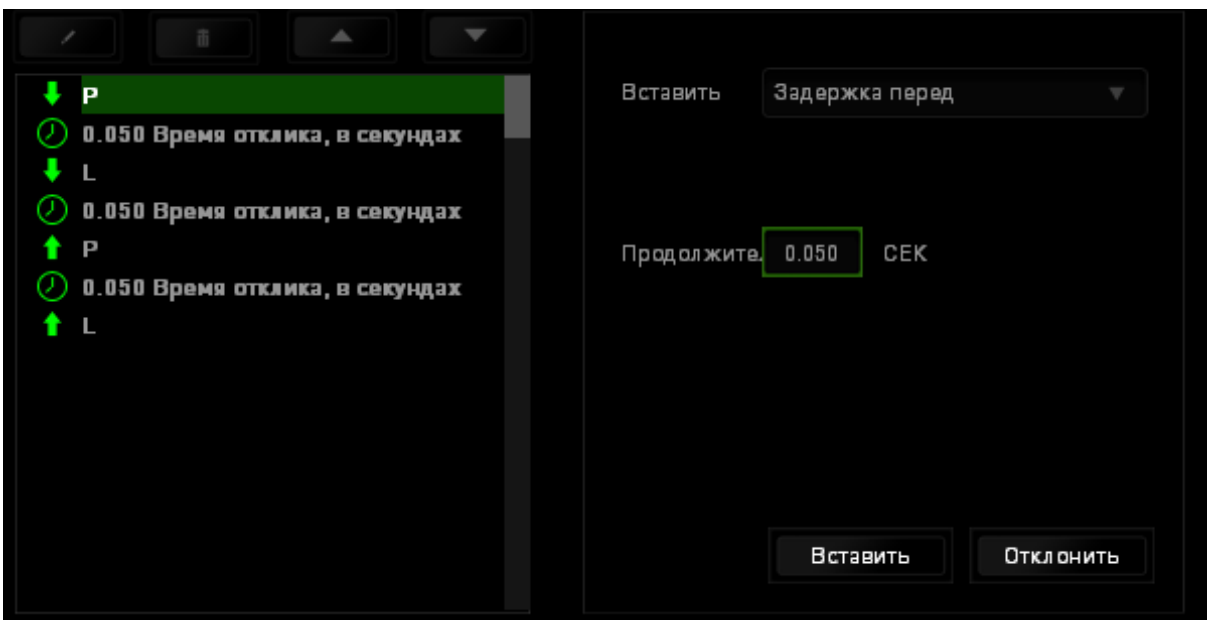 P
0.050 Время отклика, в секундах
L
0.050 Время отклика, в секундах
P
0.050 Время отклика, в секундах
L
Вставить Задержка перед
Продолжите. 0.050 СЕК
Вставить Отклонить